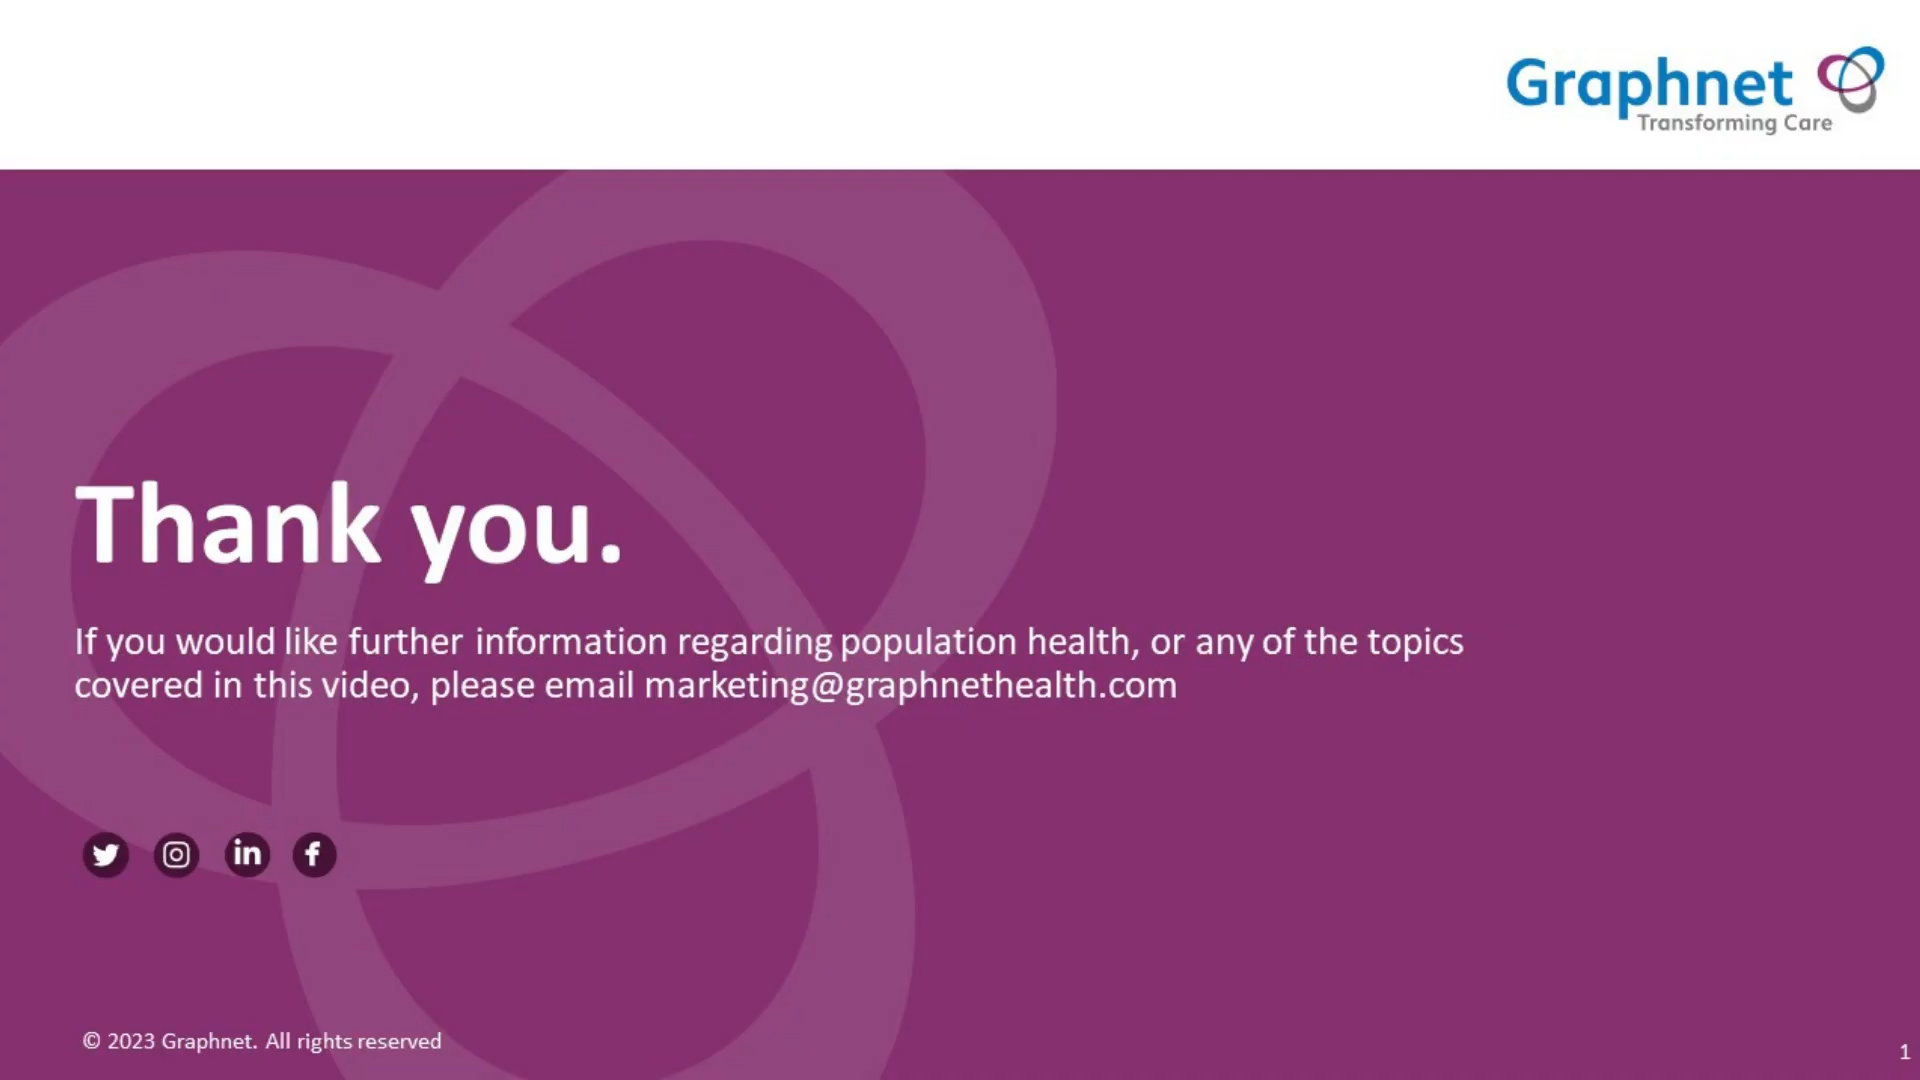 Graphnet
Transforming Care
Thank you.
If you would like further information regarding population health, or any of the topics
covered in this video, please email marketing@graphnethealth.com
in
f
© 2023 Graphnet. All rights reserved
1